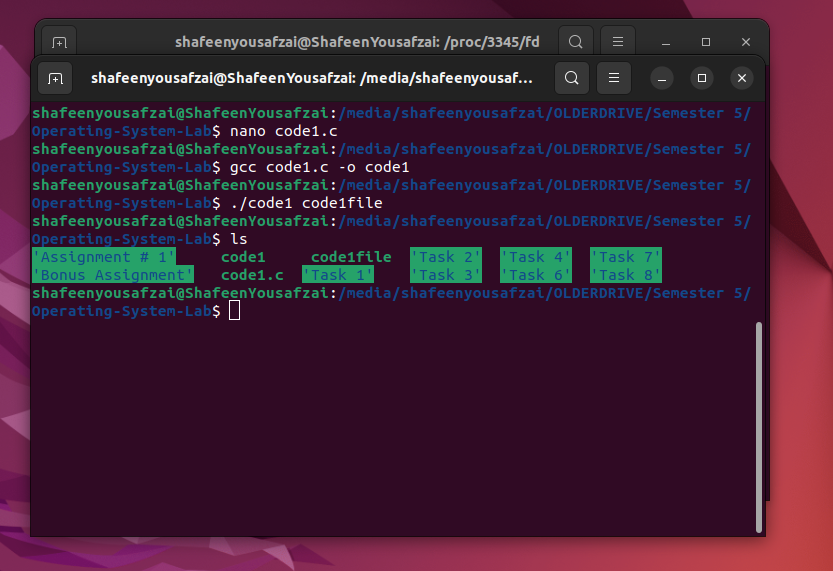 shafeenyousafzai@ShafeenYousafzai: /proc/3345/fd
shafeenyousafzai@ShafeenYousafzai: /media/shafeenyousaf...
shafeenyousafzai@ShafeenYousafzai:/media/shafeenyousafzai/OLDERDRIVE/Semester 5/
Operating-System-Lab$ nano code1.c
shafeenyousafzai@ShafeenYousafzai:/media/shafeenyousafzai/OLDERDRIVE/Semester 5/
Operating-System-Lab$ gcc code1.c -o code1
shafeenyousafzai@ShafeenYousafzai:/media/shafeenyousafzai/OLDERDRIVE/Semester 5/
Operating-System-Lab$ ./code1 code1file
shafeenyousafzai@ShafeenYousafzai:/media/shafeenyousafzai/OLDERDRIVE/Semester 5/
Operating-System-Lab$ ls
'Assignment # 1' code1 code1file 'Task 2' 'Task 4' 'Task 7'
'Bonus Assignment' code1.c 'Task 1' 'Task 3' 'Task 6' 'Task 8'
shafeenyousafzai@ShafeenYousafzai:/media/shafeenyousafzai/OLDERDRIVE/Semester 5/
Operating-System-Lab$